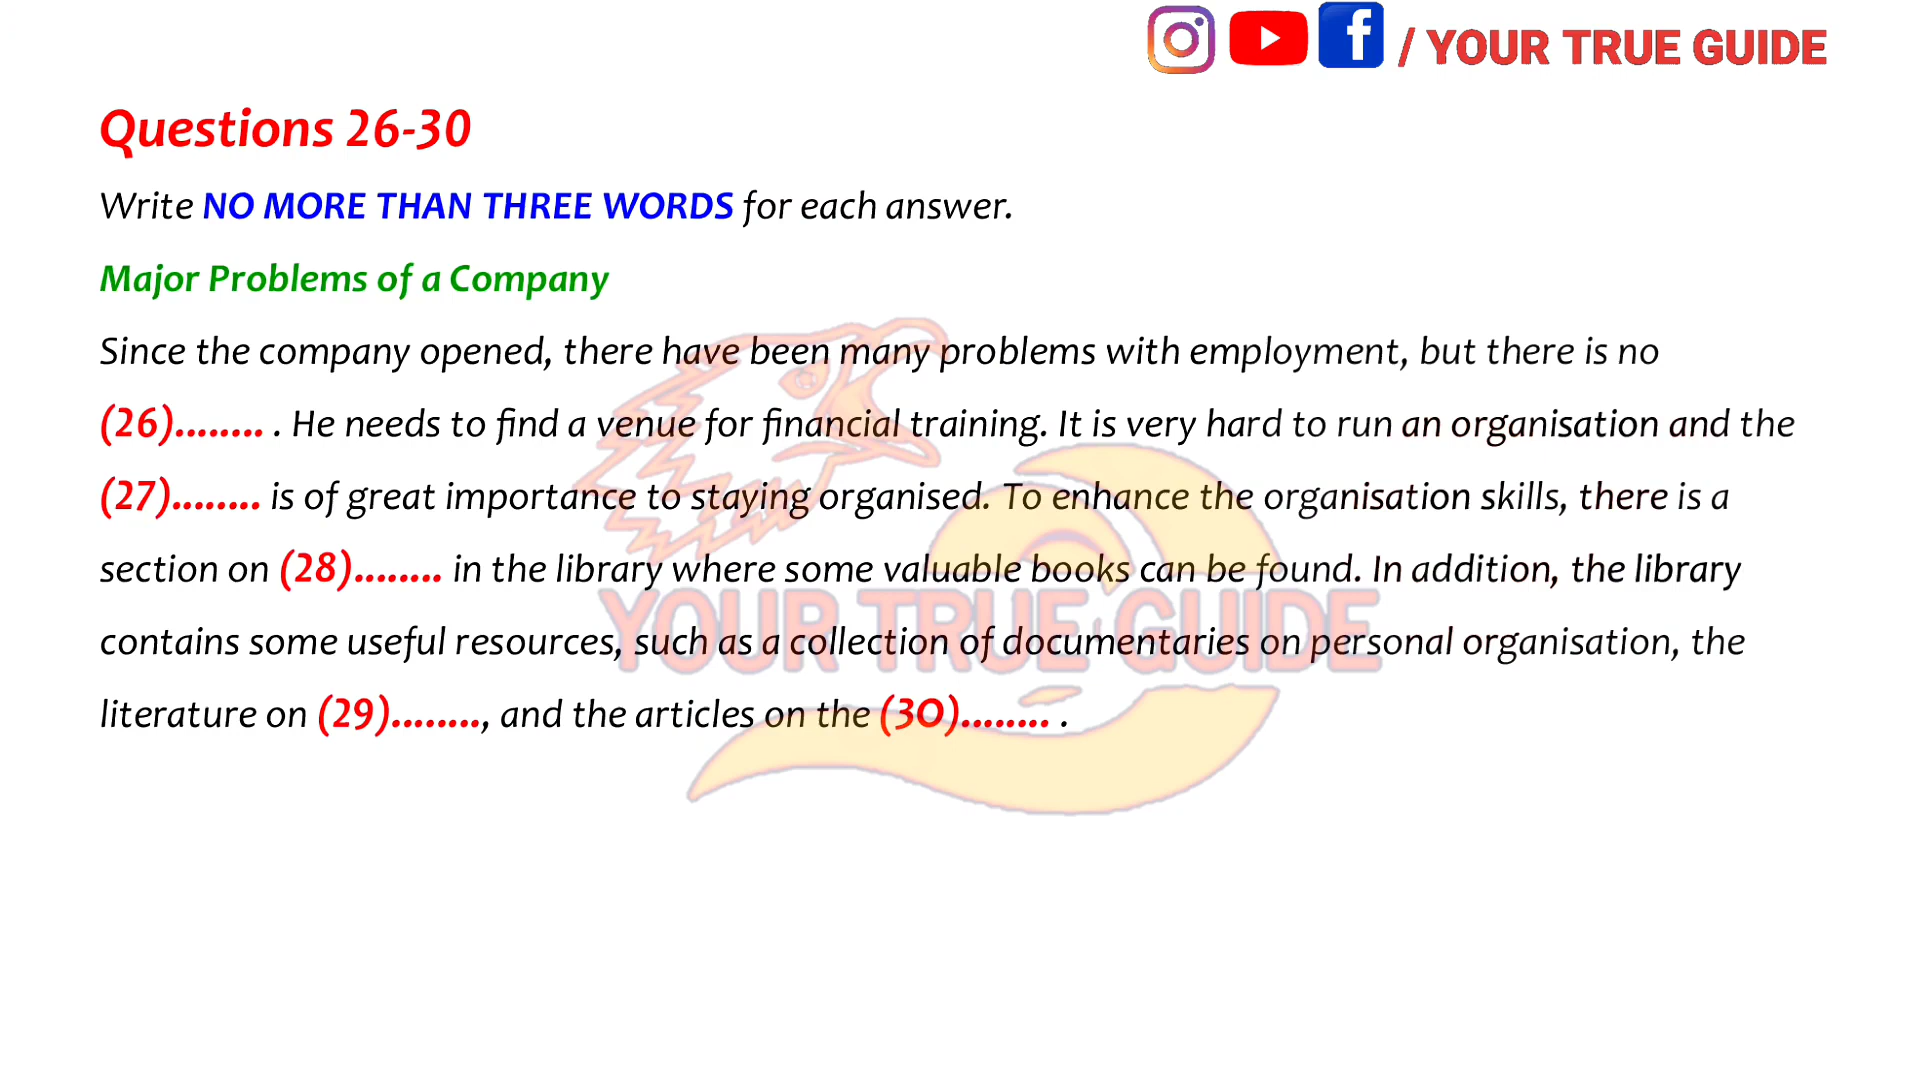 / YOUR TRUE GUIDE
Questions 26-30
Write NO MORE THAN THREE WORDS for each answer.
Major Problems of a Company
Since the company opened, there have been many problems with employment, but there is no
(26)........ . He needs to find a venue for financial training. It is very hard to run an organisation and the
(27)........ is of great importance to staying organised. To enhance the organisation skills, there is a
section on (28)........ in the library where some valuable books can be found. In addition, the library
YOUR TRUE GUIDE
contains some useful resources, such as a collection of documentaries on personal organisation, the
literature on (29)........, and the articles on the (30)........ .